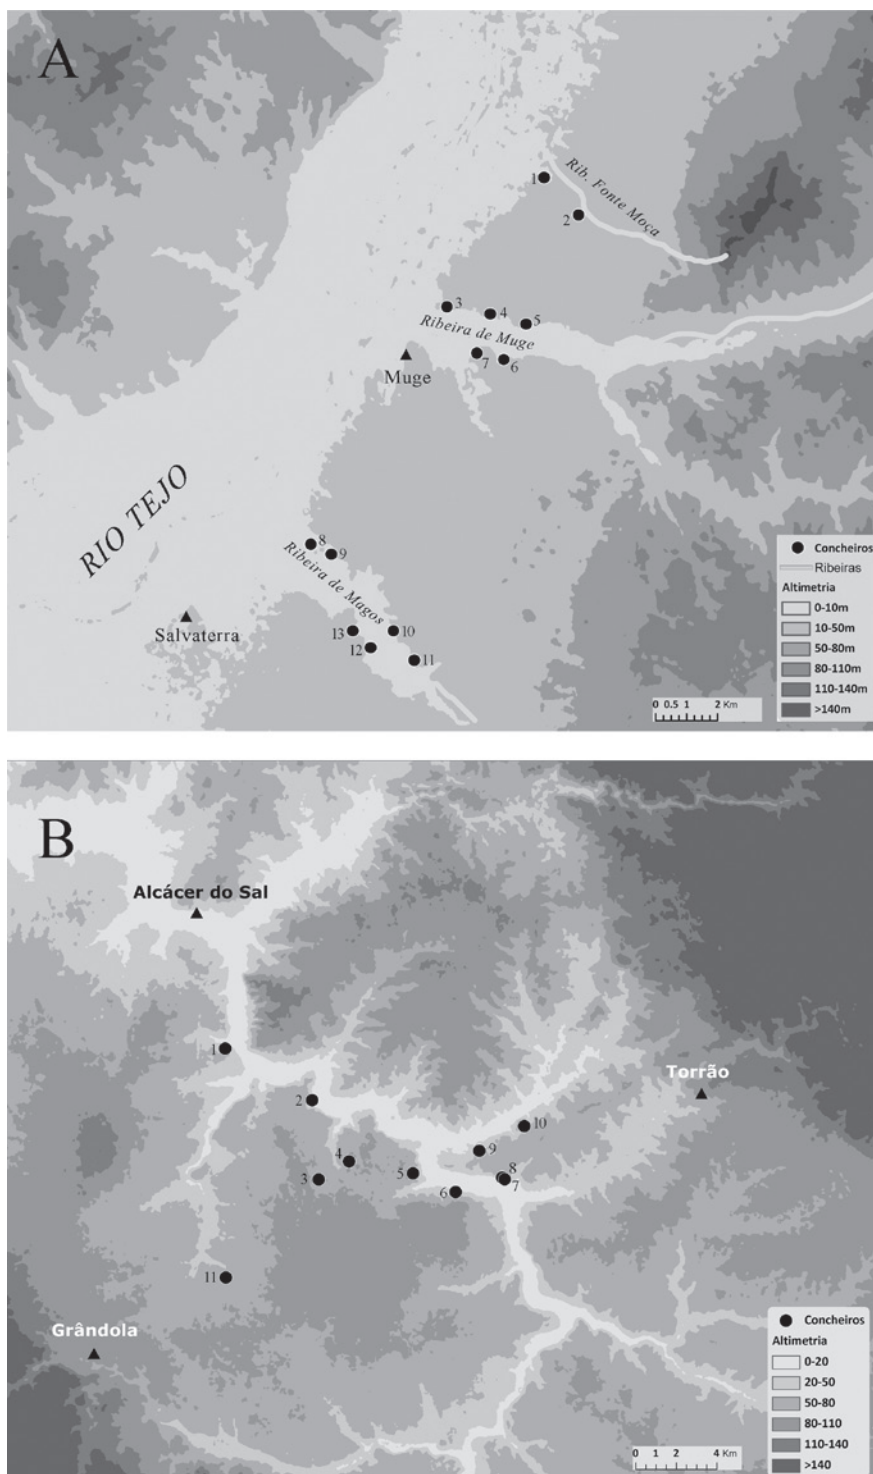 A
1
Rib. Fonte Moça
2
3
4
5
Ribeira de Muge
7
6
Muge
RIO TEJO
8
9
Ribeira de Magos
Salvaterra
13
10
12
11
Concheiros
Ribeiras
Altimetria
0-10m
10-50m
50-80m
80-110m
110-140m
>140m
0 0.5 1 2 Km
B
Alcácer do Sal
1
Torrão
2
10
9
4
5
8
3
7
6
11
Grândola
Concheiros
Altimetria
0-20
20-50
50-80
80-110
110-140
>140
0 1 2 4 Km